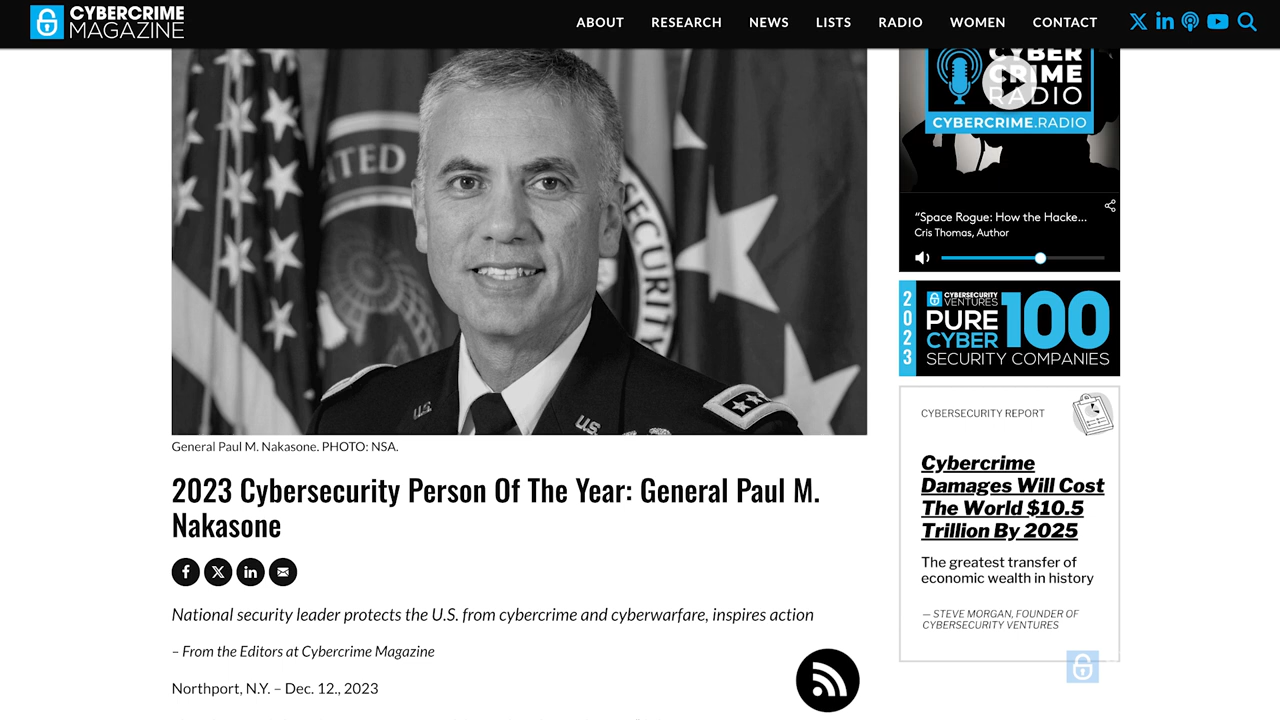 CYBERCRIME
MAGAZINE
ABOUT
RESEARCH
NEWS
LISTS
RADIO
WOMEN
CONTACT
ITED
SECURITY
U.S.
U.S.
General Paul M. Nakasone. PHOTO: NSA.
2023 Cybersecurity Person Of The Year: General Paul M.
Nakasone
National security leader protects the U.S. from cybercrime and cyberwarfare, inspires action
– From the Editors at Cybercrime Magazine
Northport, N.Y. – Dec. 12., 2023
CYBER
CRIME
RADIO
CYBERCRIME.RADIO
“Space Rogue: How the Hacke...
Cris Thomas, Author
2023
CYBERSECURITY
VENTURES
PURE
CYBER
100
SECURITY COMPANIES
CYBERSECURITY REPORT
Cybercrime
Damages Will Cost
The World $10.5
Trillion By 2025
The greatest transfer of
economic wealth in history
— STEVE MORGAN, FOUNDER OF
CYBERSECURITY VENTURES